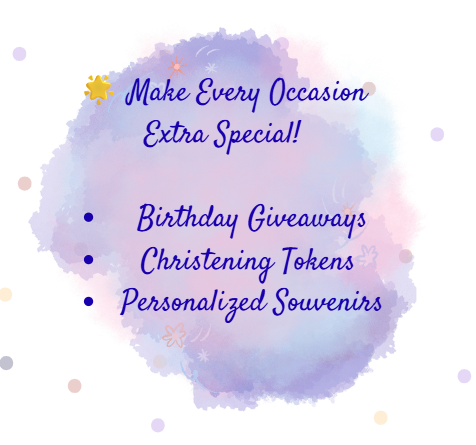 🌟 Make Every Occasion
Extra Special!
• Birthday Giveaways
• Christening Tokens
• Personalized Souvenirs